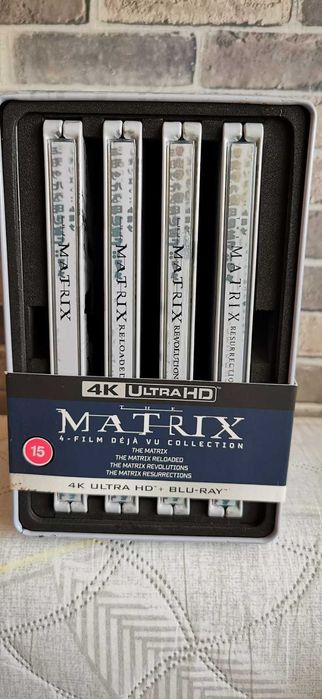 MATRIX
MATRIX RELOADED
MATRIX REVOLUTIONS
MATRIX RESURRECTIONS
4K ULTRA HD
THE
MATRIX
4-FILM DÉJÀ VU COLLECTION
15
THE MATRIX
THE MATRIX RELOADED
THE MATRIX REVOLUTIONS
THE MATRIX RESURRECTIONS
4K ULTRA HD + BLU-RAY™